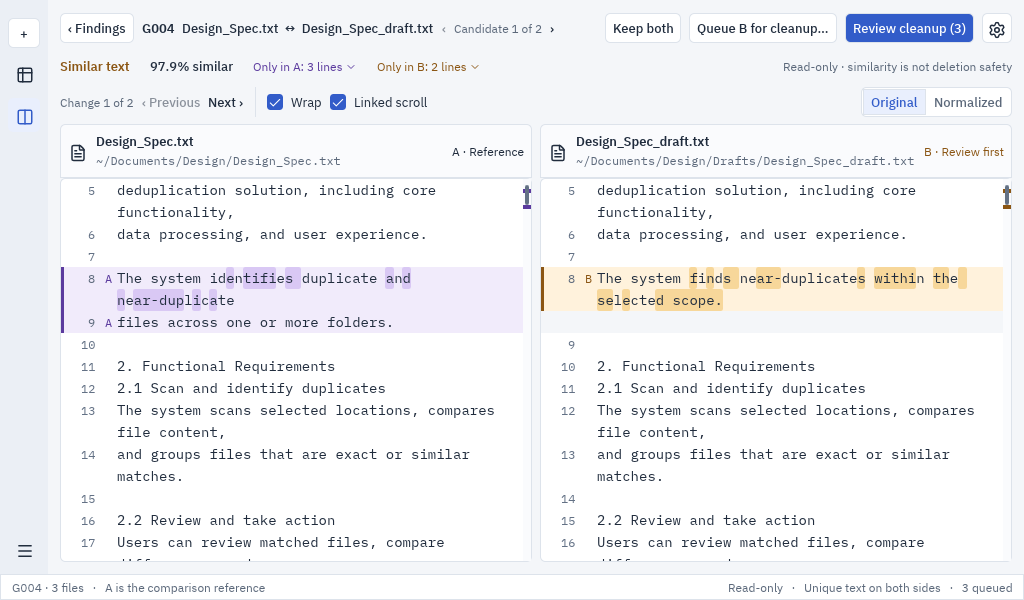 ‹ Findings G004 Design_Spec.txt ↔ Design_Spec_draft.txt ‹ Candidate 1 of 2 › Keep both Queue B for cleanup... Review cleanup (3)
Similar text 97.9% similar Only in A: 3 lines Only in B: 2 lines Read-only · similarity is not deletion safety
Change 1 of 2 ‹ Previous Next › Wrap Linked scroll Original Normalized
Design_Spec.txt
~/Documents/Design/Design_Spec.txt
A · Reference
5 deduplication solution, including core
functionality,
6 data processing, and user experience.
7
8 A The system identifies duplicate and
near-duplicate
9 A files across one or more folders.
10
11 2. Functional Requirements
12 2.1 Scan and identify duplicates
13 The system scans selected locations, compares
file content,
14 and groups files that are exact or similar
matches.
15
16 2.2 Review and take action
17 Users can review matched files, compare
Design_Spec_draft.txt
~/Documents/Design/Drafts/Design_Spec_draft.txt
B · Review first
5 deduplication solution, including core
functionality,
6 data processing, and user experience.
7
8 B The system finds near-duplicates within the
selected scope.
9
10 2. Functional Requirements
11 2.1 Scan and identify duplicates
12 The system scans selected locations, compares
file content,
13 and groups files that are exact or similar
matches.
14
15 2.2 Review and take action
16 Users can review matched files, compare
G004 · 3 files · A is the comparison reference Read-only · Unique text on both sides · 3 queued